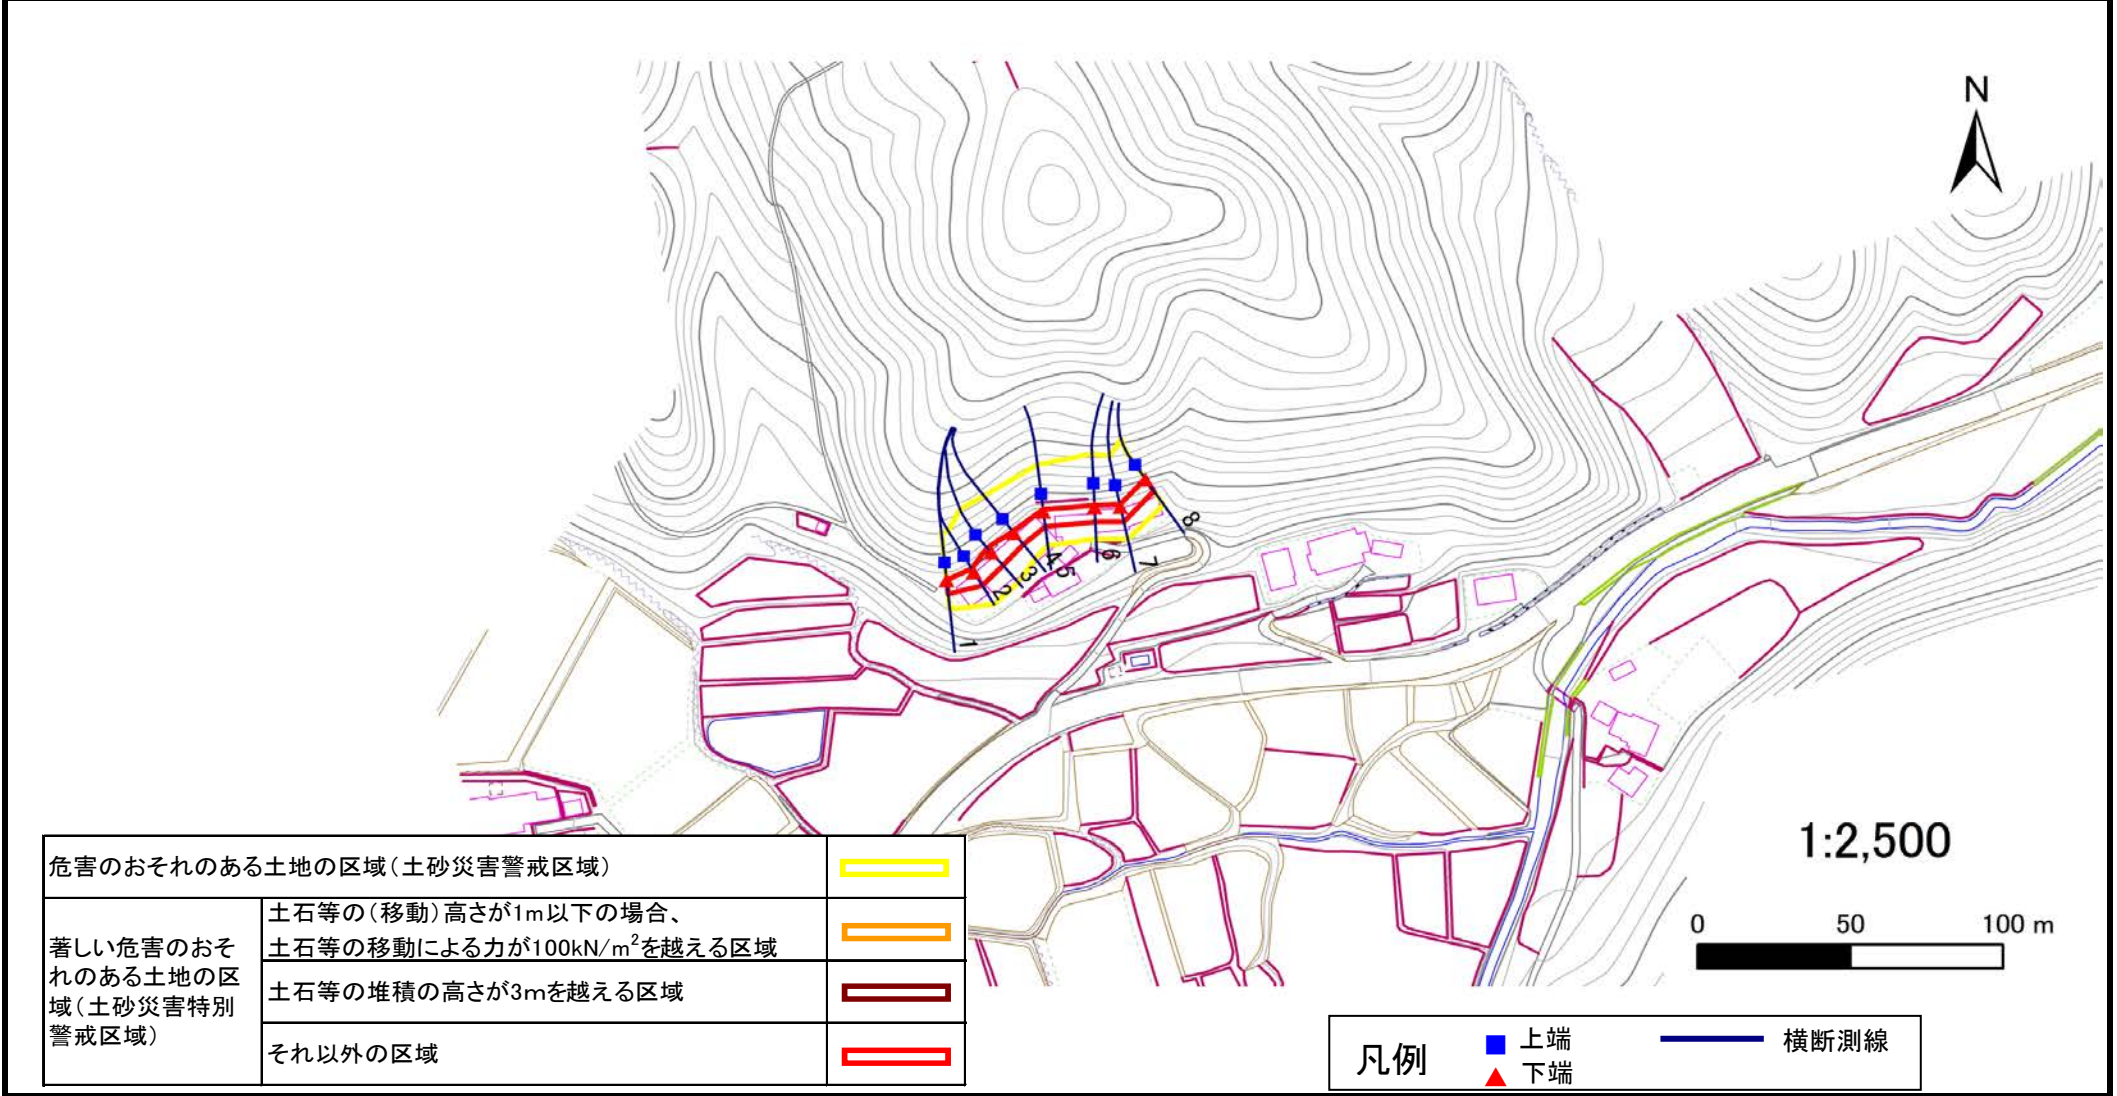 N
1
2
3
4
5
6
7
8
1:2,500
0 50 100 m
危害のおそれのある土地の区域(土砂災害警戒区域)
著しい危害のおそ
れのある土地の区
域(土砂災害特別
警戒区域)
土石等の(移動)高さが1m以下の場合、
土石等の移動による力が100kN/m²を越える区域
土石等の堆積の高さが3mを越える区域
それ以外の区域
凡例
上端
下端
横断測線